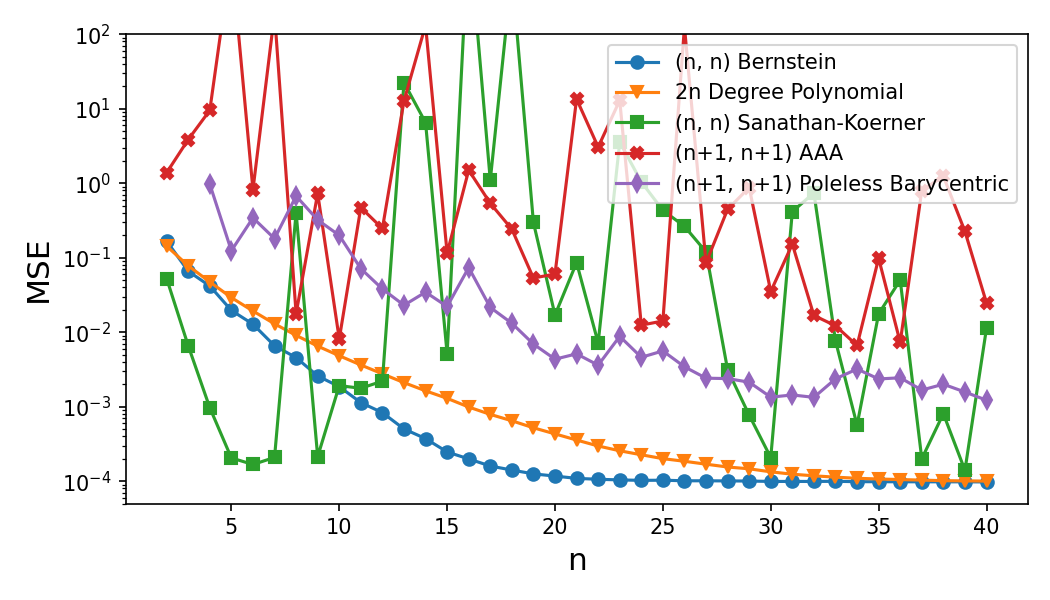 10²
10¹
10⁰
10⁻¹
10⁻²
10⁻³
10⁻⁴
MSE
(n, n) Bernstein
2n Degree Polynomial
(n, n) Sanathan-Koerner
(n+1, n+1) AAA
(n+1, n+1) Poleless Barycentric
5 10 15 20 25 30 35 40
n